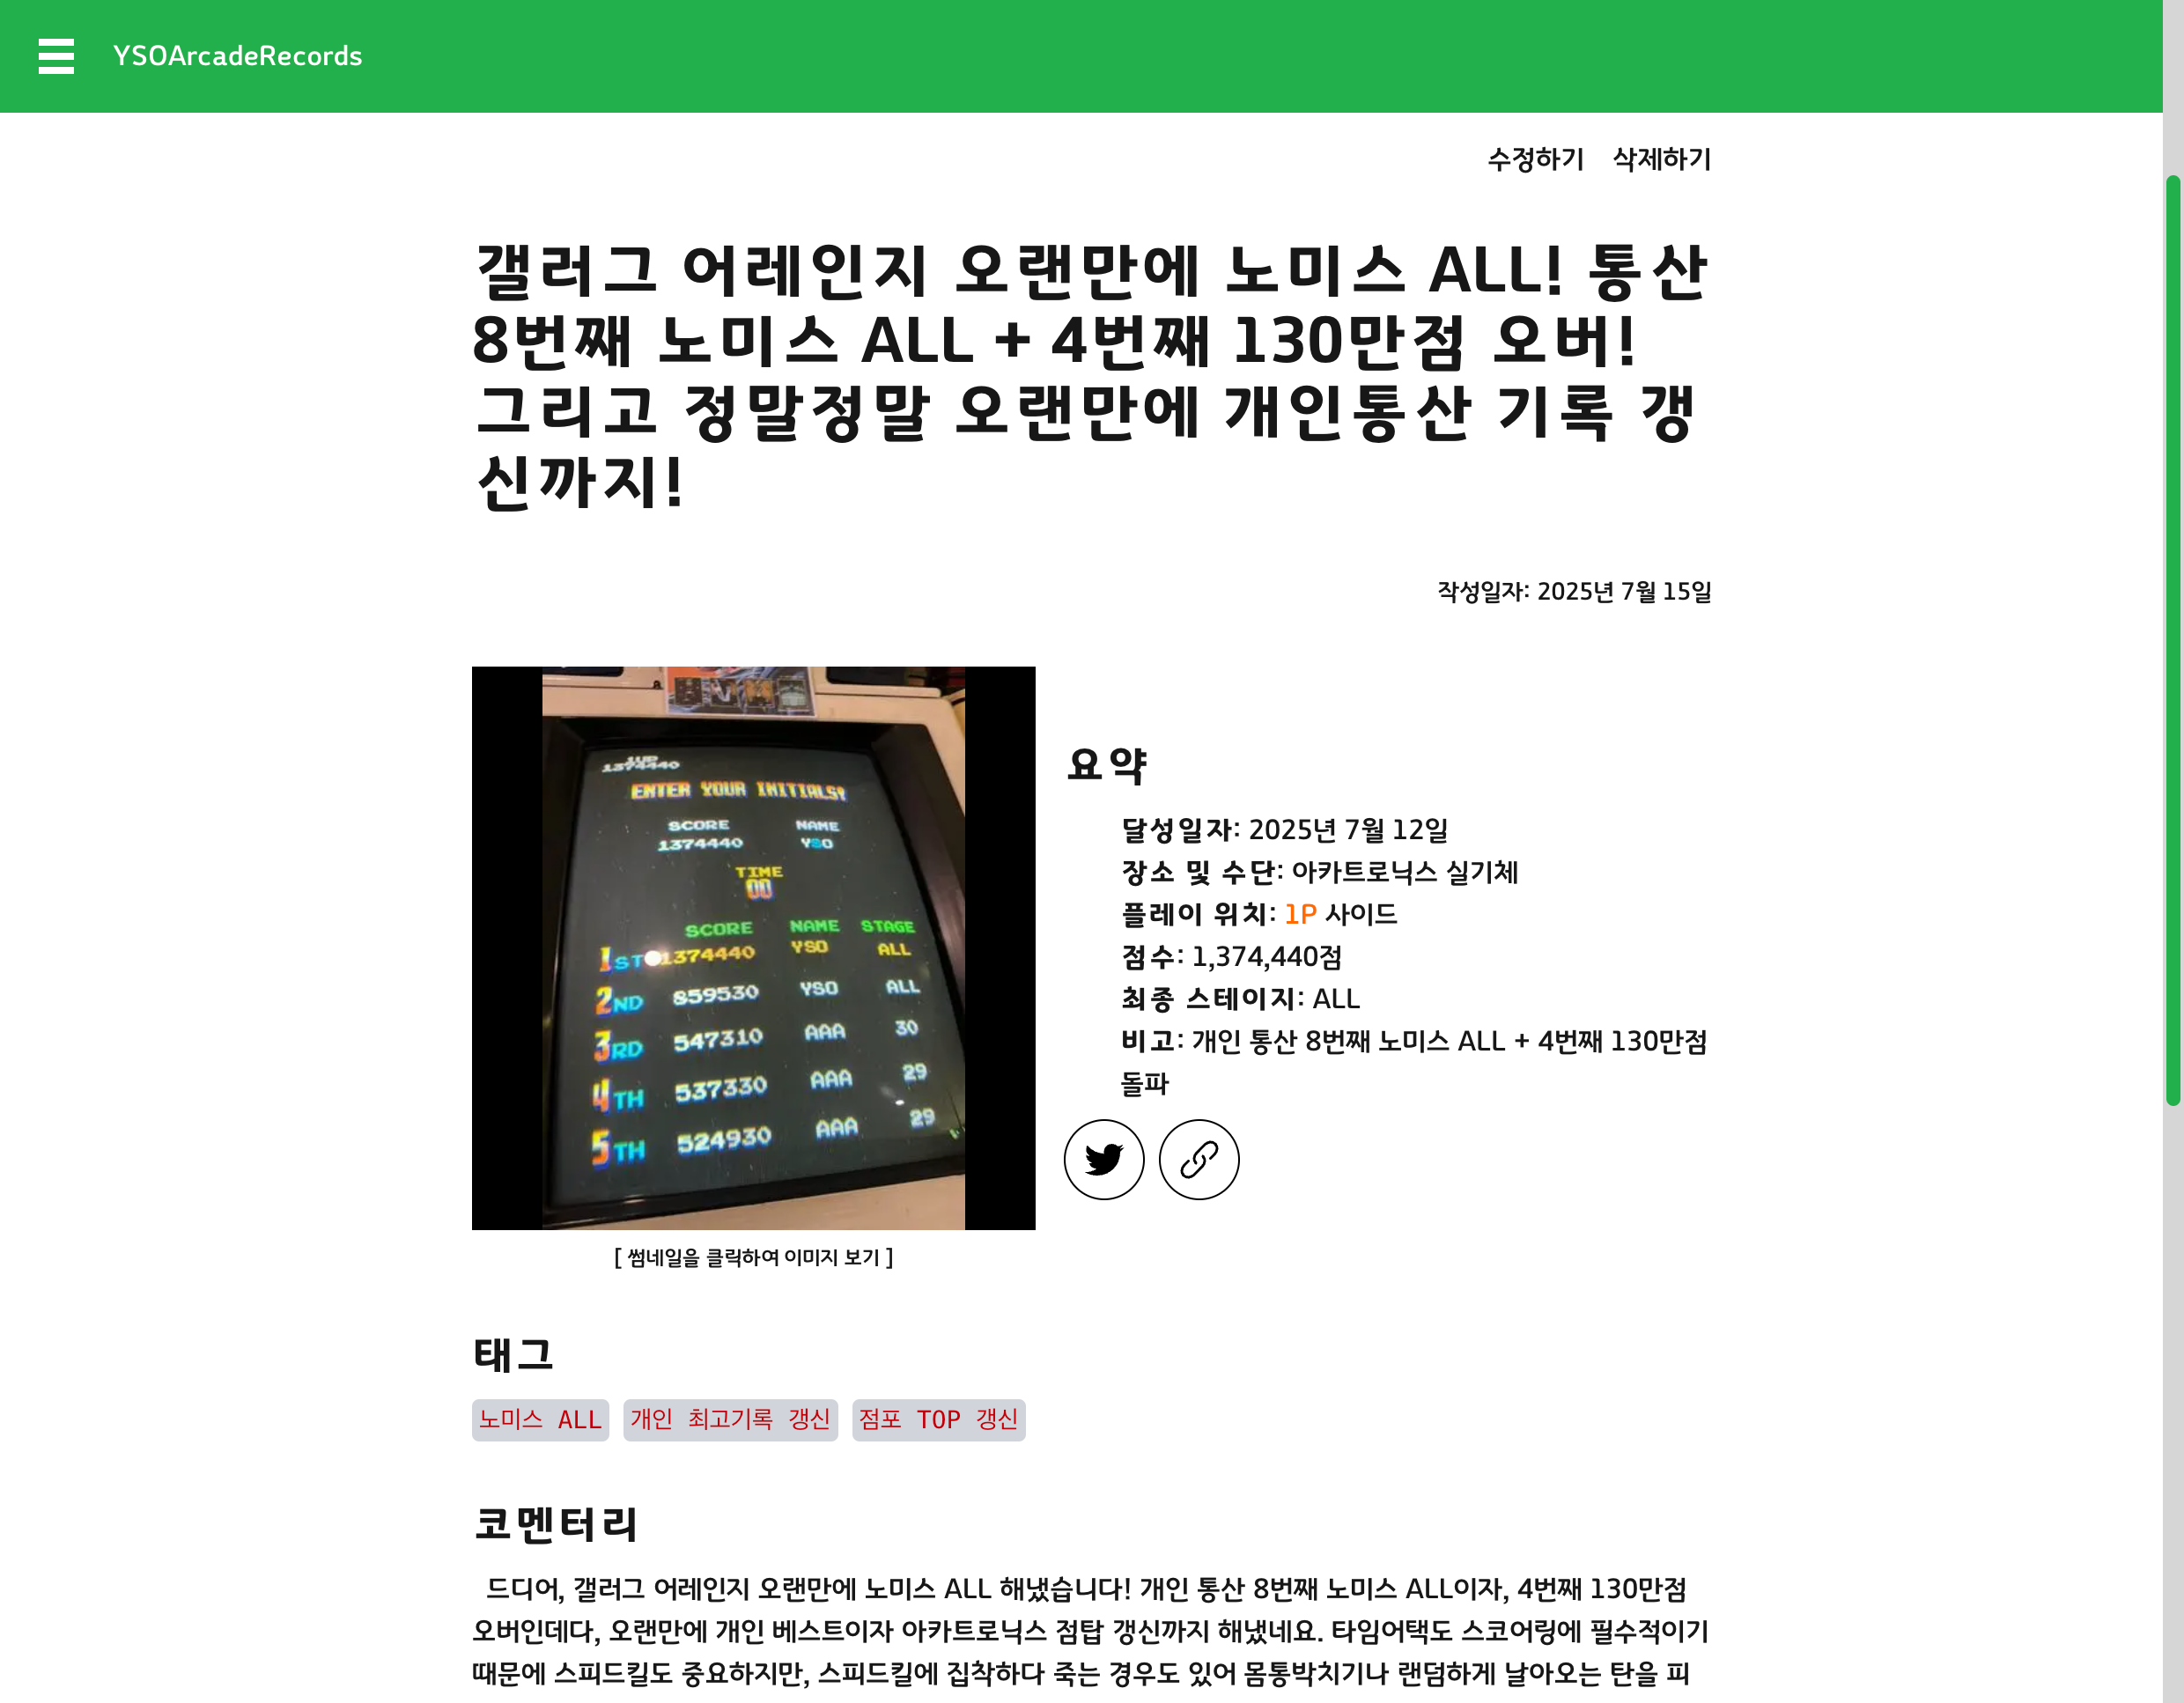 YSOArcadeRecords
수정하기 삭제하기
갤러그 어레인지 오랜만에 노미스 ALL! 통산
8번째 노미스 ALL + 4번째 130만점 오버!
그리고 정말정말 오랜만에 개인통산 기록 갱
신까지!
작성일자: 2025년 7월 15일
1UP
1374440
ENTER YOUR INITIALS!
SCORE NAME
1374440 YSO
TIME
00
SCORE NAME STAGE
1ST 1374440 YSO ALL
2ND 859530 YSO ALL
3RD 547310 AAA 30
4TH 537330 AAA 29
5TH 524930 AAA 29
[ 썸네일을 클릭하여 이미지 보기 ]
요약
달성일자: 2025년 7월 12일
장소 및 수단: 아카트로닉스 실기체
플레이 위치: 1P 사이드
점수: 1,374,440점
최종 스테이지: ALL
비고: 개인 통산 8번째 노미스 ALL + 4번째 130만점
돌파
태그
노미스 ALL 개인 최고기록 갱신 점포 TOP 갱신
코멘터리
드디어, 갤러그 어레인지 오랜만에 노미스 ALL 해냈습니다! 개인 통산 8번째 노미스 ALL이자, 4번째 130만점
오버인데다, 오랜만에 개인 베스트이자 아카트로닉스 점탑 갱신까지 해냈네요. 타임어택도 스코어링에 필수적이기
때문에 스피드킬도 중요하지만, 스피드킬에 집착하다 죽는 경우도 있어 몸통박치기나 랜덤하게 날아오는 탄을 피